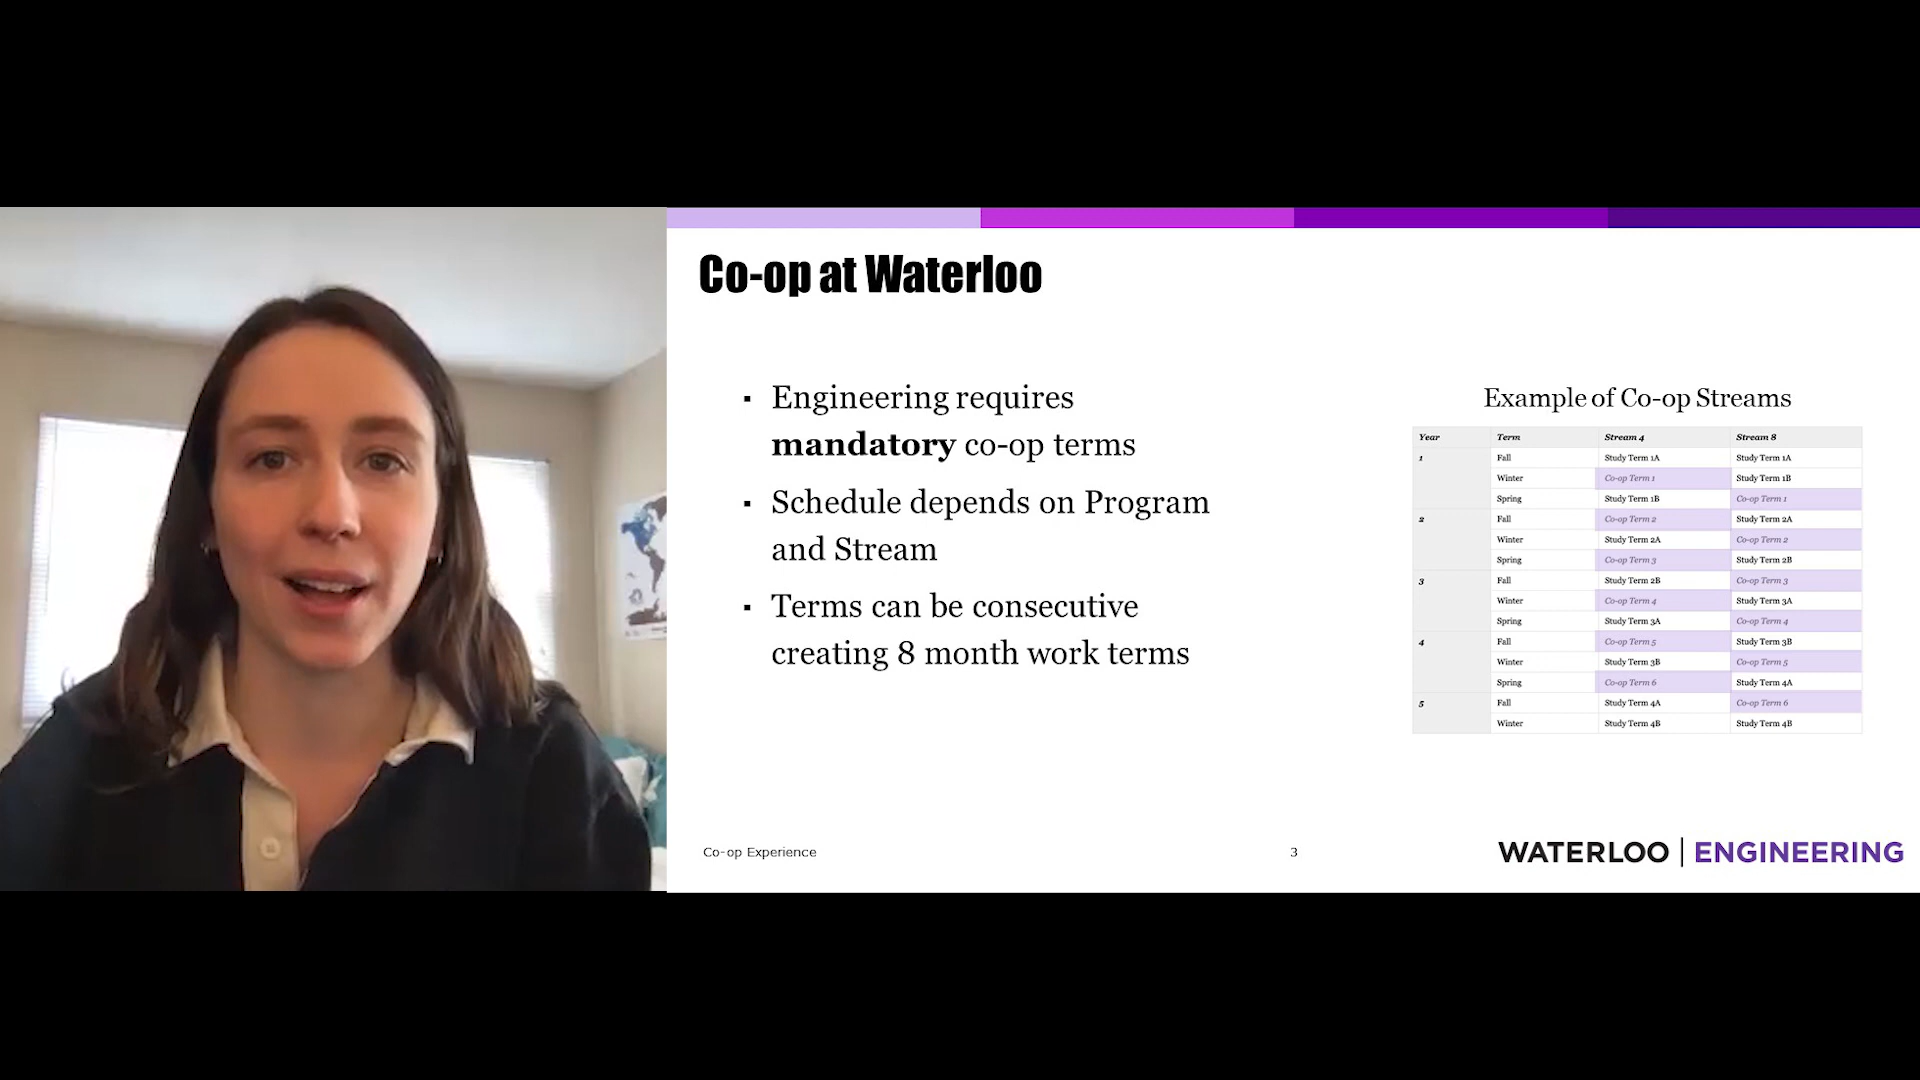 Co-op at Waterloo
▪ Engineering requires
mandatory co-op terms
▪ Schedule depends on Program
and Stream
▪ Terms can be consecutive
creating 8 month work terms
Example of Co-op Streams
Year Term Stream 4 Stream 8
1 Fall Study Term 1A Study Term 1A
Winter Co-op Term 1 Study Term 1B
Spring Study Term 1B Co-op Term 1
2 Fall Co-op Term 2 Study Term 2A
Winter Study Term 2A Co-op Term 2
Spring Co-op Term 3 Study Term 2B
3 Fall Study Term 2B Co-op Term 3
Winter Co-op Term 4 Study Term 3A
Spring Study Term 3A Co-op Term 4
4 Fall Co-op Term 5 Study Term 3B
Winter Study Term 3B Co-op Term 5
Spring Co-op Term 6 Study Term 4A
5 Fall Study Term 4A Co-op Term 6
Winter Study Term 4B Study Term 4B
Co-op Experience
3
WATERLOO | ENGINEERING